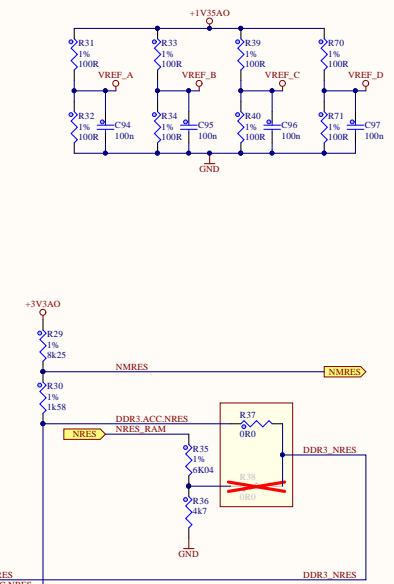 +1V35AO
R31
1%
100R
VREF_A
R33
1%
100R
VREF_B
R39
1%
100R
VREF_C
R70
1%
100R
VREF_D
R32
1%
100R
C94
100n
R34
1%
100R
C95
100n
R40
1%
100R
C96
100n
R71
1%
100R
C97
100n
GND
+3V3AO
R29
1%
8k25
NMRES
NMRES
R30
1%
1k58
DDR3.ACC.NRES
NRES
NRES_RAM
R37
0R0
R35
1%
6K04
DDR3_NRES
R38
0R0
R36
4k7
GND
DDR3_NRES